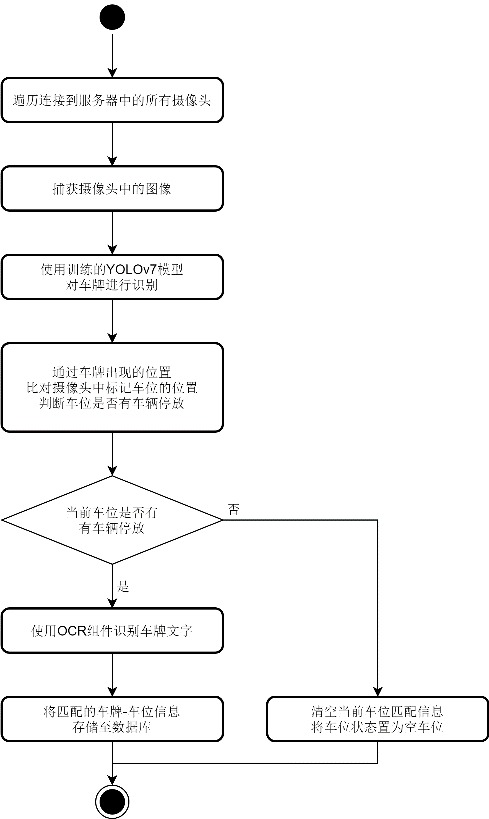 遍历连接到服务器中的所有摄像头
捕获摄像头中的图像
使用训练的YOLOv7模型
对车牌进行识别
通过车牌出现的位置
比对摄像头中标记车位的位置
判断车位是否有车辆停放
当前车位是否有
有车辆停放
否
是
使用OCR组件识别车牌文字
将匹配的车牌-车位信息
存储至数据库
清空当前车位匹配信息
将车位状态置为空车位